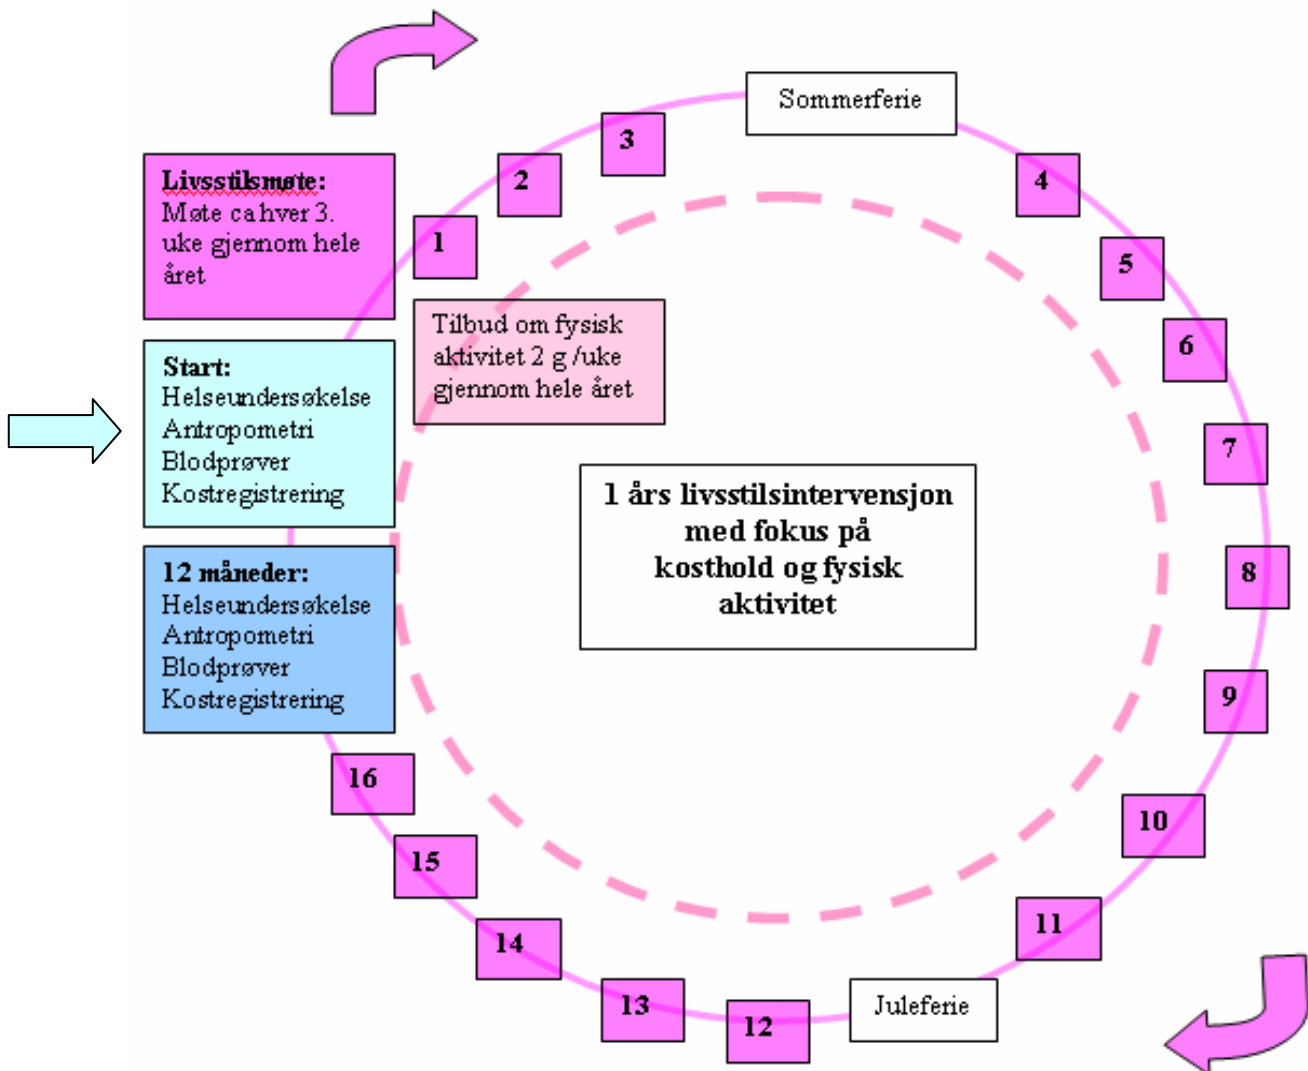 Livsstilsmøte:
Møte ca hver 3.
uke gjennom hele
året
Start:
Helseundersøkelse
Antropometri
Blodprøver
Kostregistrering
12 måneder:
Helseundersøkelse
Antropometri
Blodprøver
Kostregistrering
Tilbud om fysisk
aktivitet 2 g /uke
gjennom hele året
1 års livsstilsintervensjon
med fokus på
kosthold og fysisk
aktivitet
1
2
3
Sommerferie
4
5
6
7
8
9
10
11
Juleferie
12
13
14
15
16